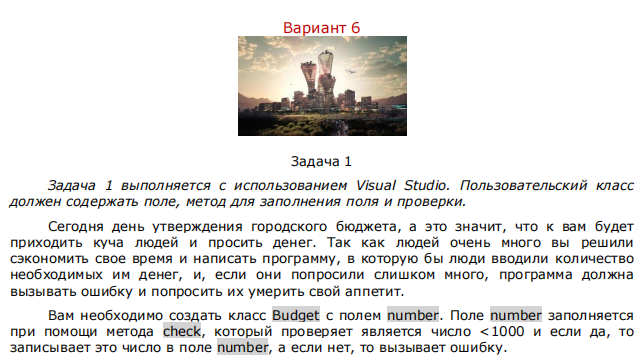 Вариант 6
Задача 1
Задача 1 выполняется с использованием Visual Studio. Пользовательский класс
должен содержать поле, метод для заполнения поля и проверки.
Сегодня день утверждения городского бюджета, а это значит, что к вам будет
приходить куча людей и просить денег. Так как людей очень много вы решили
сэкономить свое время и написать программу, в которую бы люди вводили количество
необходимых им денег, и, если они попросили слишком много, программа должна
вызывать ошибку и попросить их умерить свой аппетит.
Вам необходимо создать класс Budget с полем number. Поле number заполняется
при помощи метода check, который проверяет является число <1000 и если да, то
записывает это число в поле number, а если нет, то вызывает ошибку.